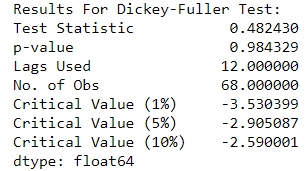 Results For Dickey-Fuller Test:
Test Statistic 0.482430
p-value 0.984329
Lags Used 12.000000
No. of Obs 68.000000
Critical Value (1%) -3.530399
Critical Value (5%) -2.905087
Critical Value (10%) -2.590001
dtype: float64